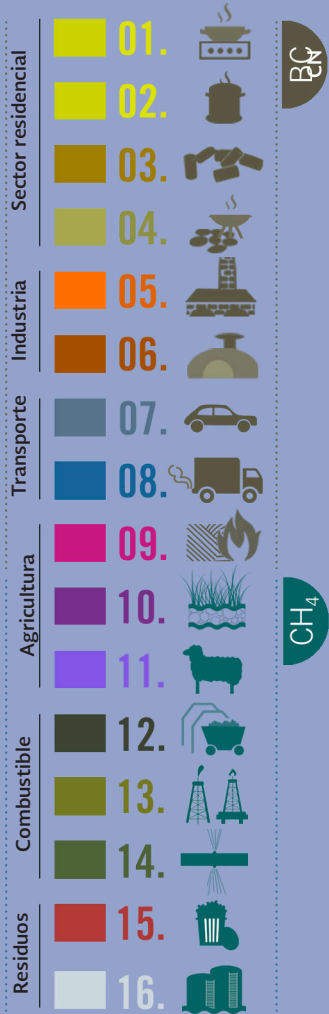 Sector residencial
01.
02.
03.
04.
Industria
05.
06.
Transporte
07.
08.
Agricultura
09.
10.
11.
Combustible
12.
13.
14.
Residuos
15.
16.
BC
CN
CH₄